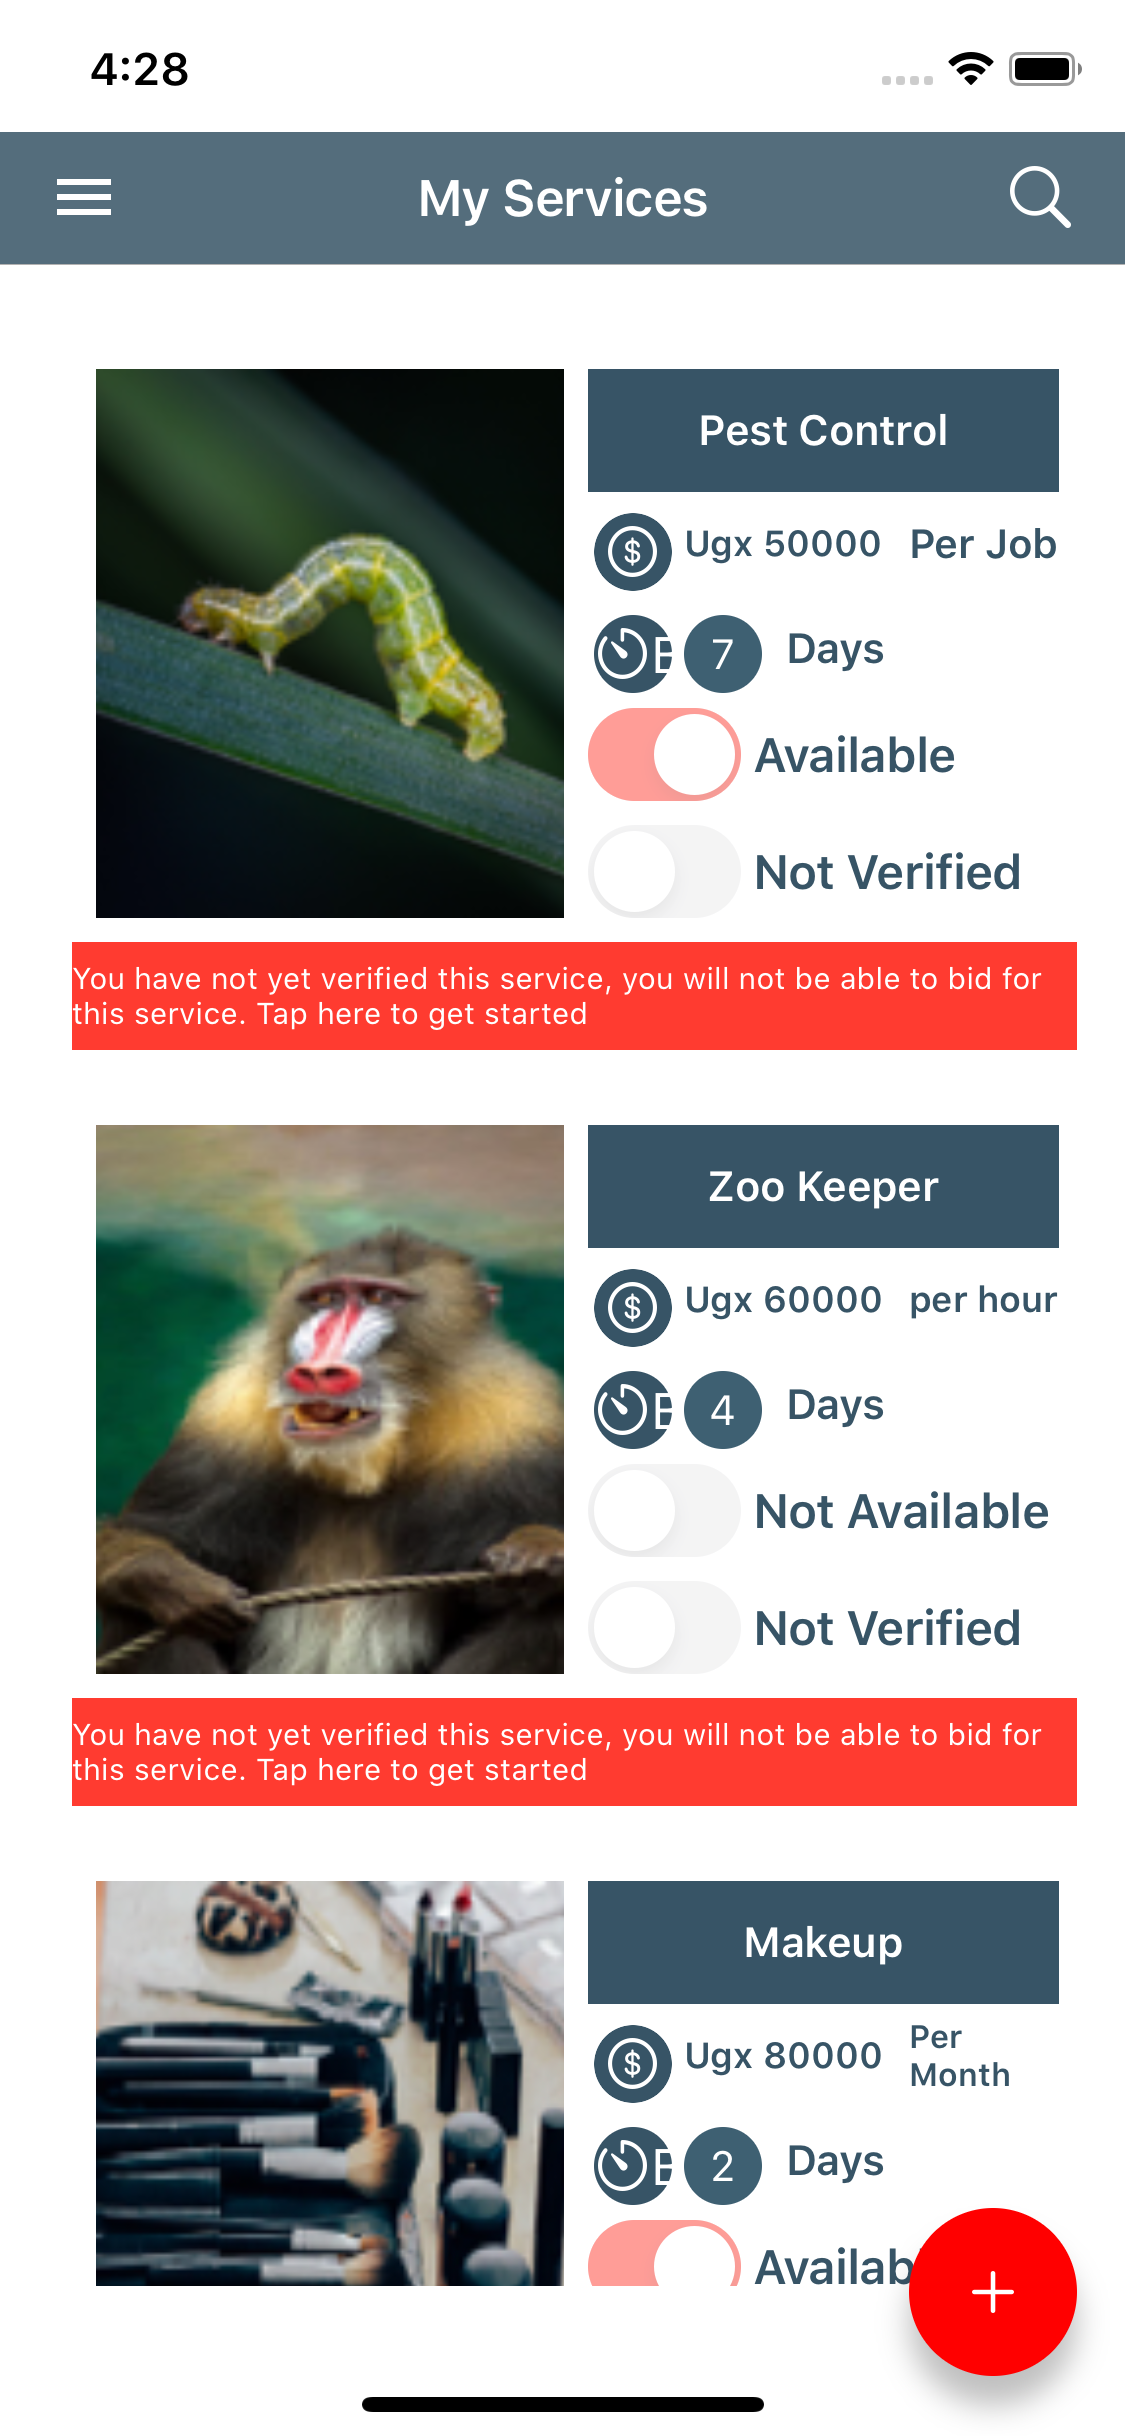 4:28
My Services
Pest Control
$ Ugx 50000 Per Job
7 Days
Available
Not Verified
You have not yet verified this service, you will not be able to bid for
this service. Tap here to get started
Zoo Keeper
$ Ugx 60000 per hour
4 Days
Not Available
Not Verified
You have not yet verified this service, you will not be able to bid for
this service. Tap here to get started
Makeup
$ Ugx 80000 Per
Month
2 Days